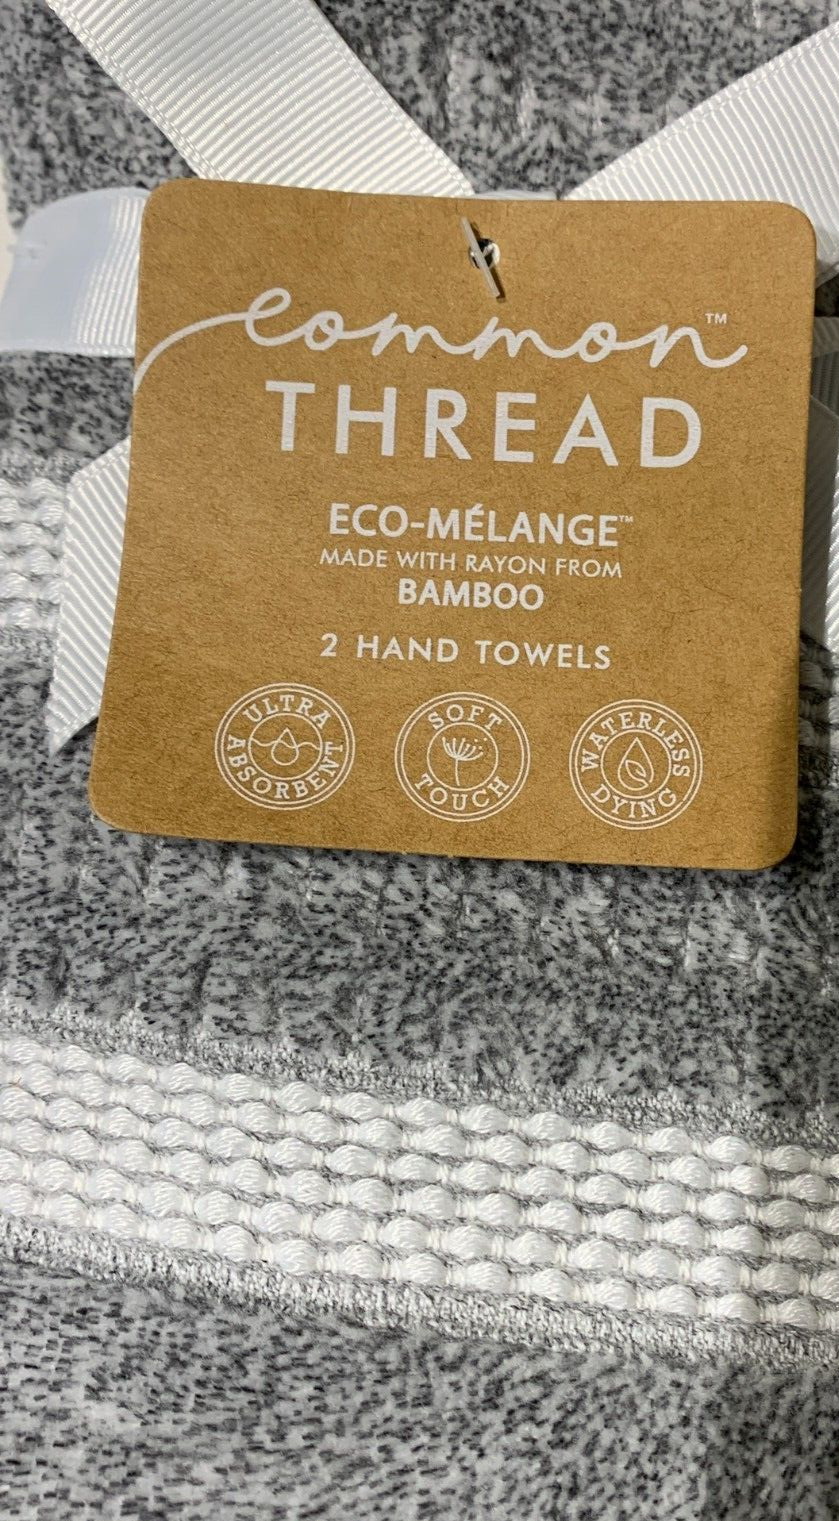 common™
THREAD
ECO-MÉLANGE™
MADE WITH RAYON FROM
BAMBOO
2 HAND TOWELS
ULTRA ABSORBENT
SOFT TOUCH
WATERLESS DYING